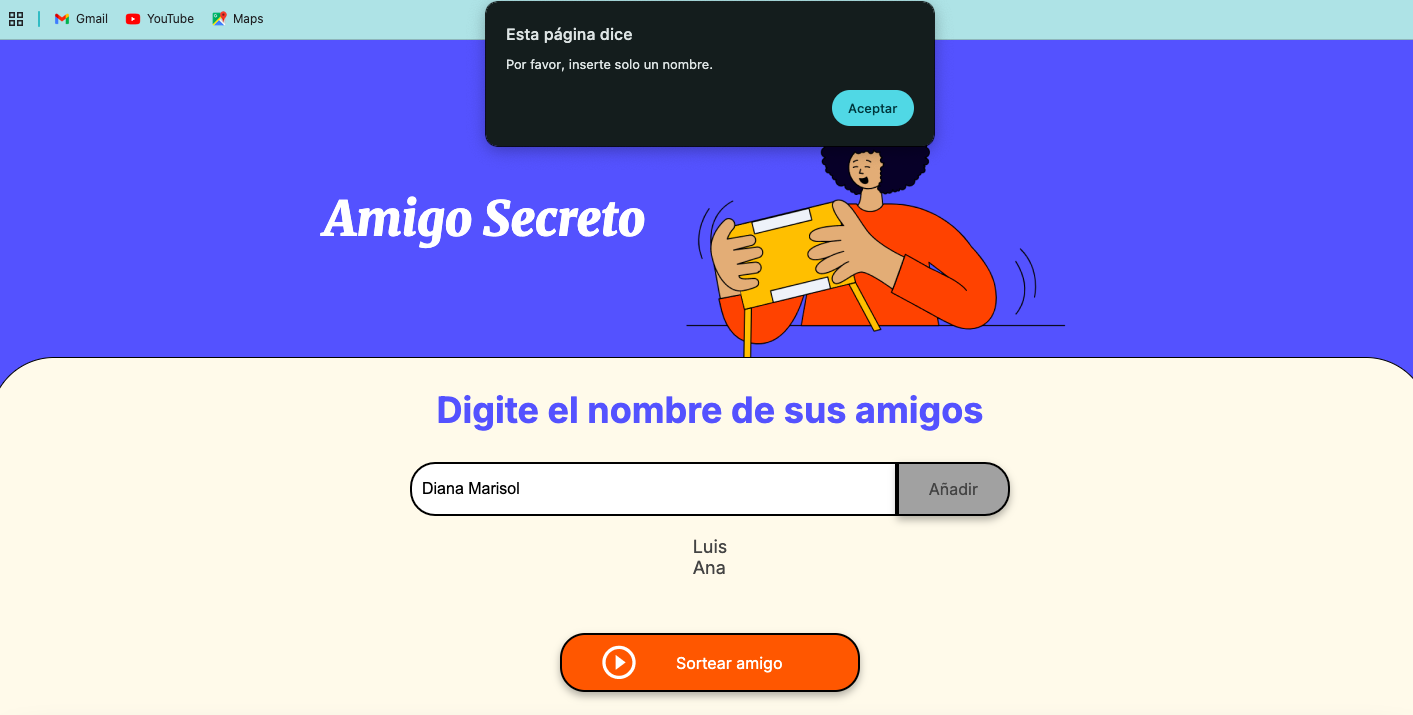 Gmail YouTube Maps
Esta página dice
Por favor, inserte solo un nombre.
Aceptar
Amigo Secreto
Digite el nombre de sus amigos
Diana Marisol Añadir
Luis
Ana
Sortear amigo